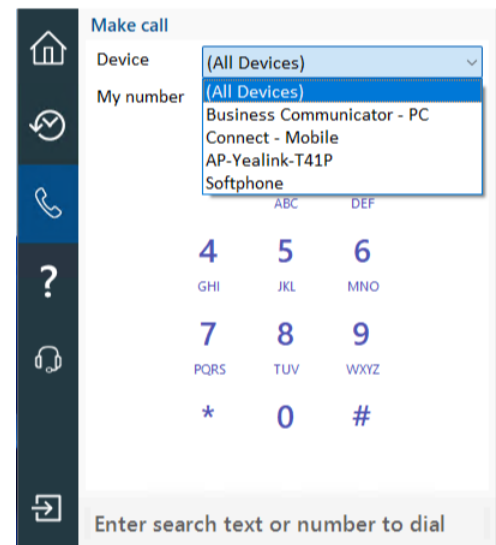 Make call
Device (All Devices)
My number (All Devices)
Business Communicator - PC
Connect - Mobile
AP-Yealink-T41P
Softphone
ABC DEF
4 5 6
GHI JKL MNO
7 8 9
PQRS TUV WXYZ
* 0 #
?
Enter search text or number to dial